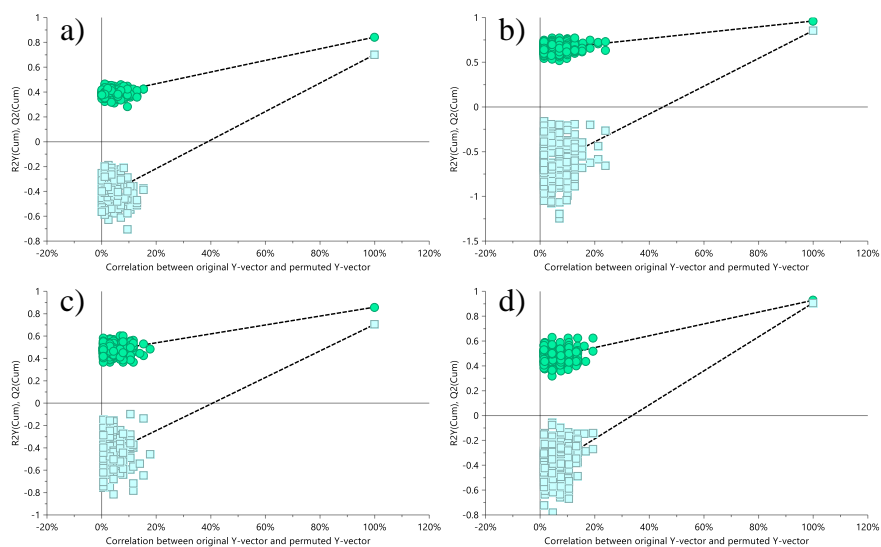 a)
R2Y(Cum), Q2(Cum)
1
0.8
0.6
0.4
0.2
0
-0.2
-0.4
-0.6
-0.8
-20% 0% 20% 40% 60% 80% 100% 120%
Correlation between original Y-vector and permuted Y-vector
b)
R2Y(Cum), Q2(Cum)
1
0.5
0
-0.5
-1
-1.5
-20% 0% 20% 40% 60% 80% 100% 120%
Correlation between original Y-vector and permuted Y-vector
c)
R2Y(Cum), Q2(Cum)
1
0.8
0.6
0.4
0.2
0
-0.2
-0.4
-0.6
-0.8
-1
-20% 0% 20% 40% 60% 80% 100% 120%
Correlation between original Y-vector and permuted Y-vector
d)
R2Y(Cum), Q2(Cum)
1
0.8
0.6
0.4
0.2
0
-0.2
-0.4
-0.6
-0.8
-20% 0% 20% 40% 60% 80% 100% 120%
Correlation between original Y-vector and permuted Y-vector